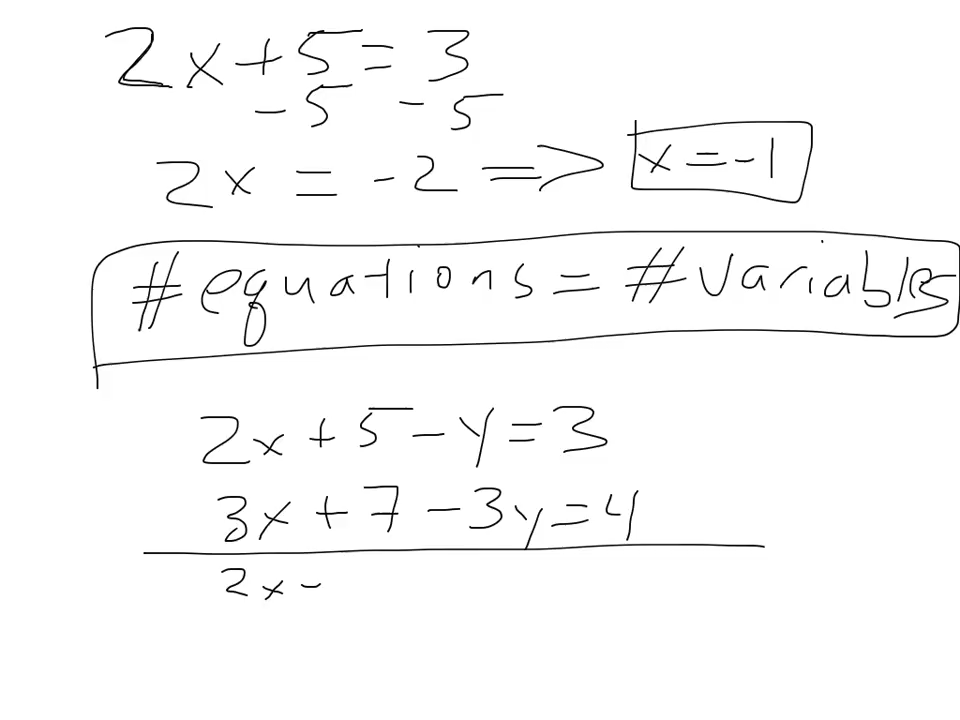 2x+5=3
-5 -5
2x = -2 => x=-1
#equations = #variables
2x+5-y=3
3x+7-3y=4
2x-